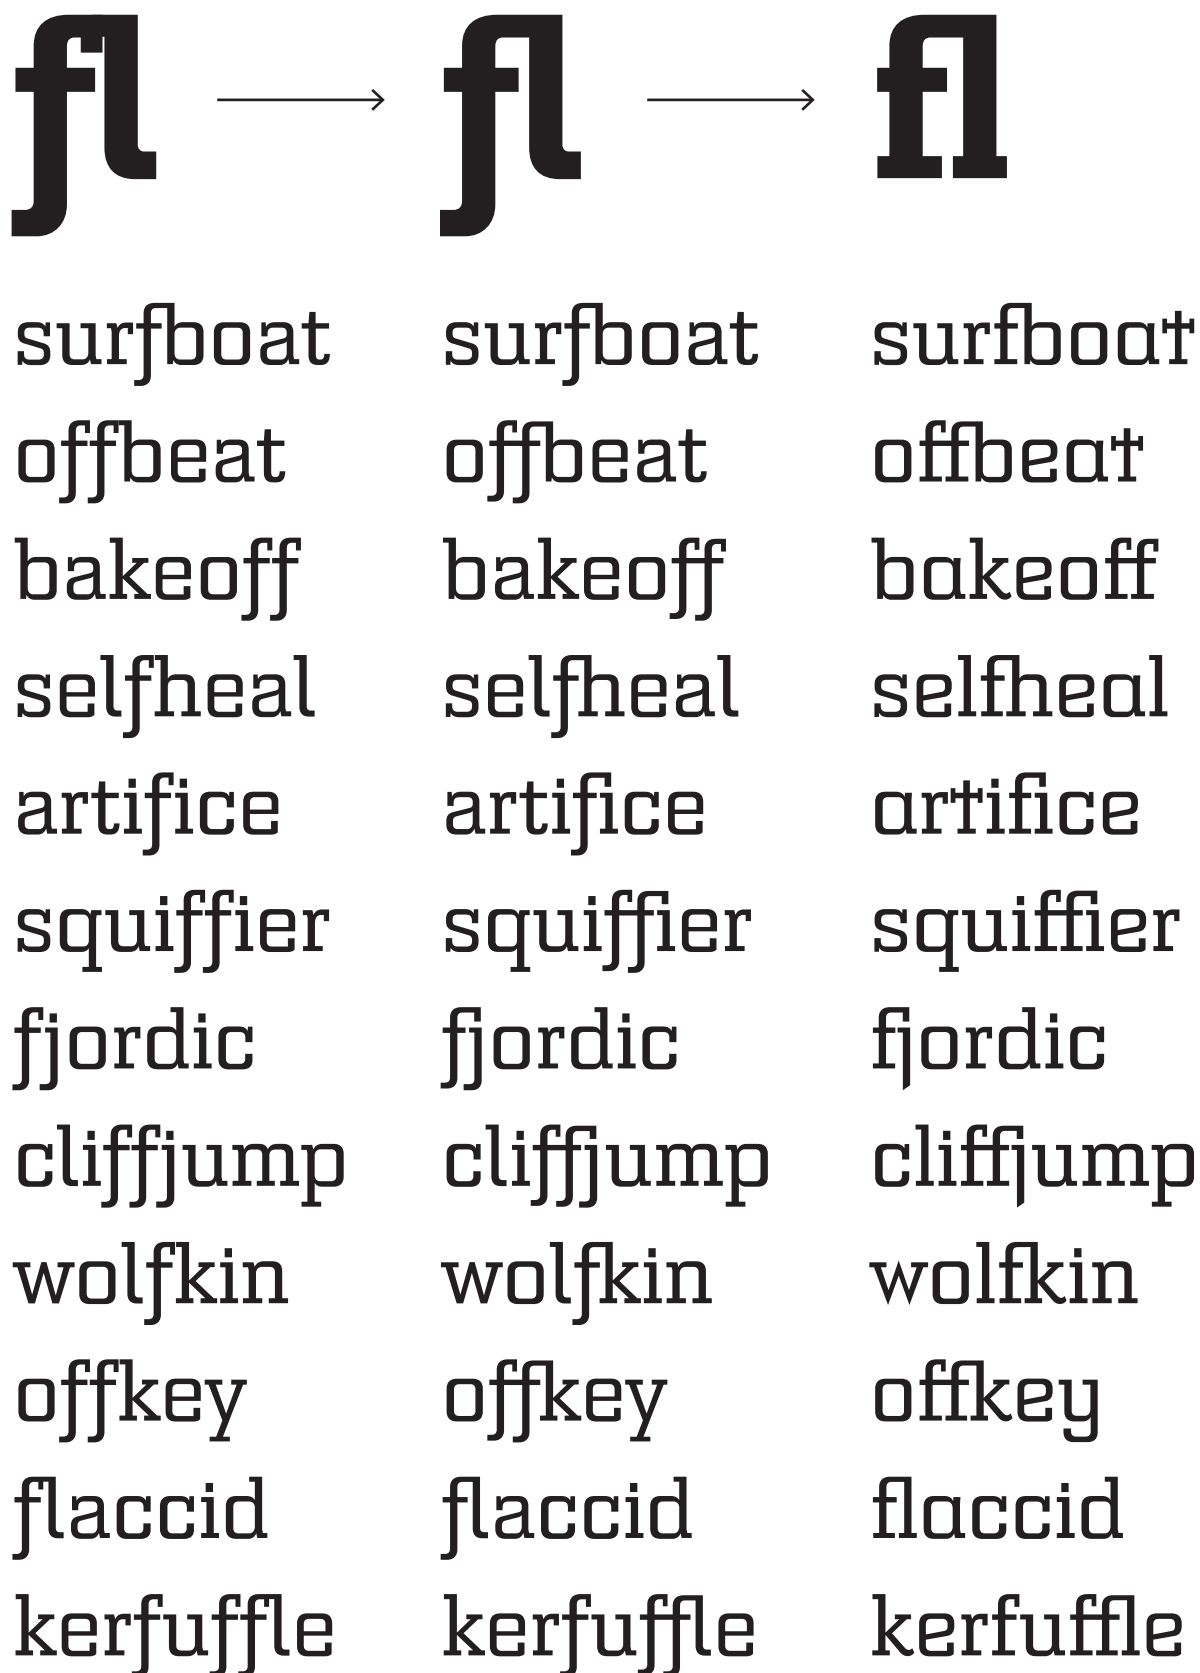 fl → fl → fl
surfboat surfboat surfboat
offbeat offbeat offbeat
bakeoff bakeoff bakeoff
selfheal selfheal selfheal
artifice artifice artifice
squiffier squiffier squiffier
fjordic fjordic fjordic
cliffjump cliffjump cliffjump
wolfkin wolfkin wolfkin
offkey offkey offkey
flaccid flaccid flaccid
kerfuffle kerfuffle kerfuffle